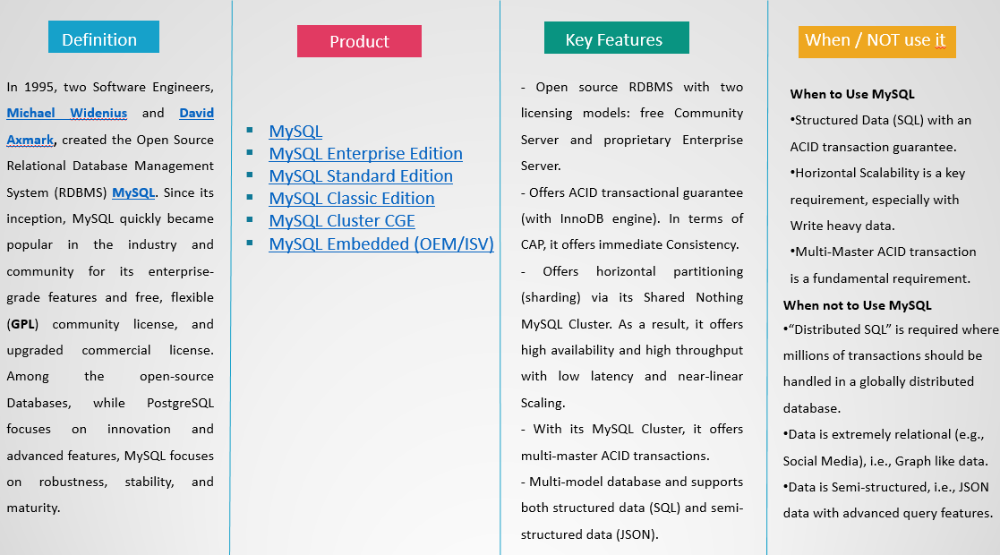 Definition
In 1995, two Software Engineers,
Michael Widenius and David
Axmark, created the Open Source
Relational Database Management
System (RDBMS) MySQL. Since its
inception, MySQL quickly became
popular in the industry and
community for its enterprise-
grade features and free, flexible
(GPL) community license, and
upgraded commercial license.
Among the open-source
Databases, while PostgreSQL
focuses on innovation and
advanced features, MySQL focuses
on robustness, stability, and
maturity.
Product
▪ MySQL
▪ MySQL Enterprise Edition
▪ MySQL Standard Edition
▪ MySQL Classic Edition
▪ MySQL Cluster CGE
▪ MySQL Embedded (OEM/ISV)
Key Features
- Open source RDBMS with two
licensing models: free Community
Server and proprietary Enterprise
Server.
- Offers ACID transactional guarantee
(with InnoDB engine). In terms of
CAP, it offers immediate Consistency.
- Offers horizontal partitioning
(sharding) via its Shared Nothing
MySQL Cluster. As a result, it offers
high availability and high throughput
with low latency and near-linear
Scaling.
- With its MySQL Cluster, it offers
multi-master ACID transactions.
- Multi-model database and supports
both structured data (SQL) and semi-
structured data (JSON).
When / NOT use it
When to Use MySQL
•Structured Data (SQL) with an
ACID transaction guarantee.
•Horizontal Scalability is a key
requirement, especially with
Write heavy data.
•Multi-Master ACID transaction
is a fundamental requirement.
When not to Use MySQL
•“Distributed SQL” is required where
millions of transactions should be
handled in a globally distributed
database.
•Data is extremely relational (e.g.,
Social Media), i.e., Graph like data.
•Data is Semi-structured, i.e., JSON
data with advanced query features.